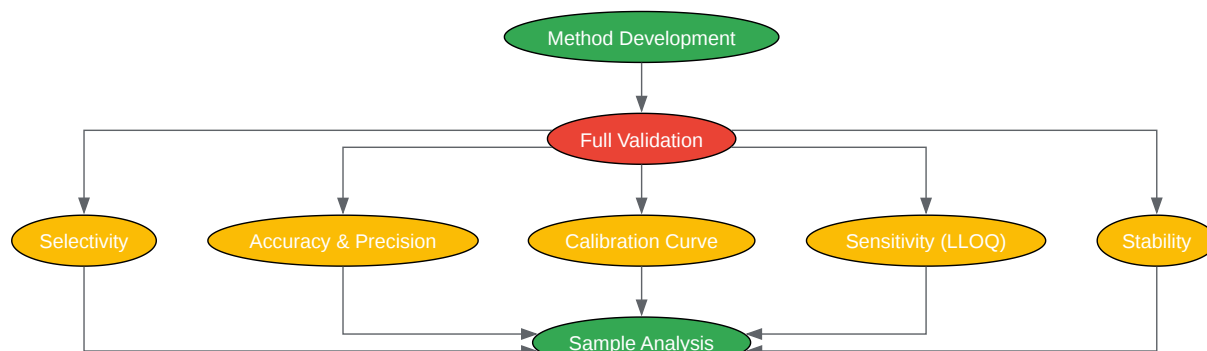 Method Development
Full Validation
Selectivity
Accuracy & Precision
Calibration Curve
Sensitivity (LLOQ)
Stability
Sample Analysis